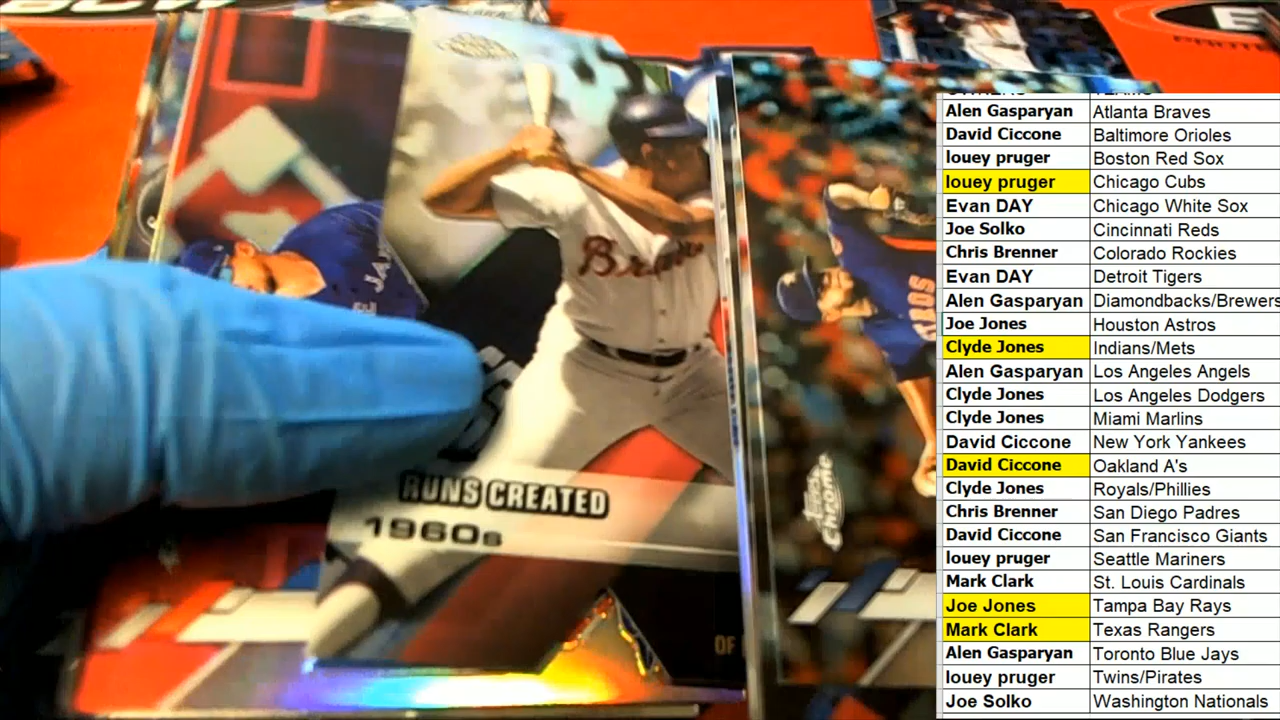 Alen Gasparyan Atlanta Braves
David Ciccone Baltimore Orioles
louey pruger Boston Red Sox
louey pruger Chicago Cubs
Evan DAY Chicago White Sox
Joe Solko Cincinnati Reds
Chris Brenner Colorado Rockies
Evan DAY Detroit Tigers
Alen Gasparyan Diamondbacks/Brewers
Joe Jones Houston Astros
Clyde Jones Indians/Mets
Alen Gasparyan Los Angeles Angels
Clyde Jones Los Angeles Dodgers
Clyde Jones Miami Marlins
David Ciccone New York Yankees
David Ciccone Oakland A's
Clyde Jones Royals/Phillies
Chris Brenner San Diego Padres
David Ciccone San Francisco Giants
louey pruger Seattle Mariners
Mark Clark St. Louis Cardinals
Joe Jones Tampa Bay Rays
Mark Clark Texas Rangers
Alen Gasparyan Toronto Blue Jays
louey pruger Twins/Pirates
Joe Solko Washington Nationals
RUNS CREATED
1960s
OF
Topps
Chrome